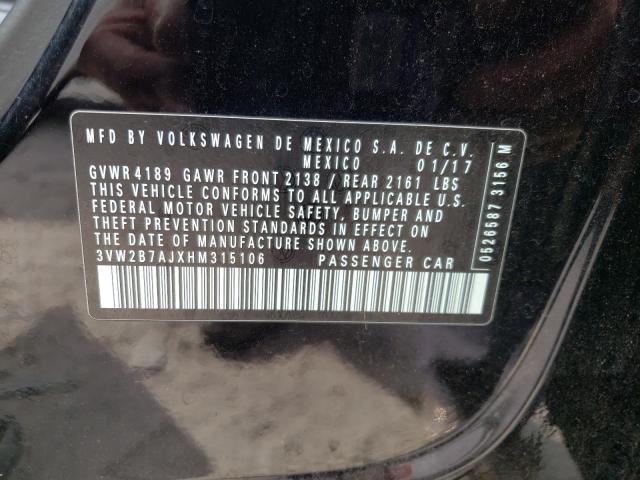 MFD BY VOLKSWAGEN DE MEXICO S.A. DE C.V.
MEXICO 01/17
GVWR 4189 GAWR FRONT 2138 / REAR 2161 LBS
THIS VEHICLE CONFORMS TO ALL APPLICABLE U.S.
FEDERAL MOTOR VEHICLE SAFETY, BUMPER AND
THEFT PREVENTION STANDARDS IN EFFECT ON
THE DATE OF MANUFACTURE SHOWN ABOVE.
3VW2B7AJXHM315106 PASSENGER CAR
0526587 3156 M